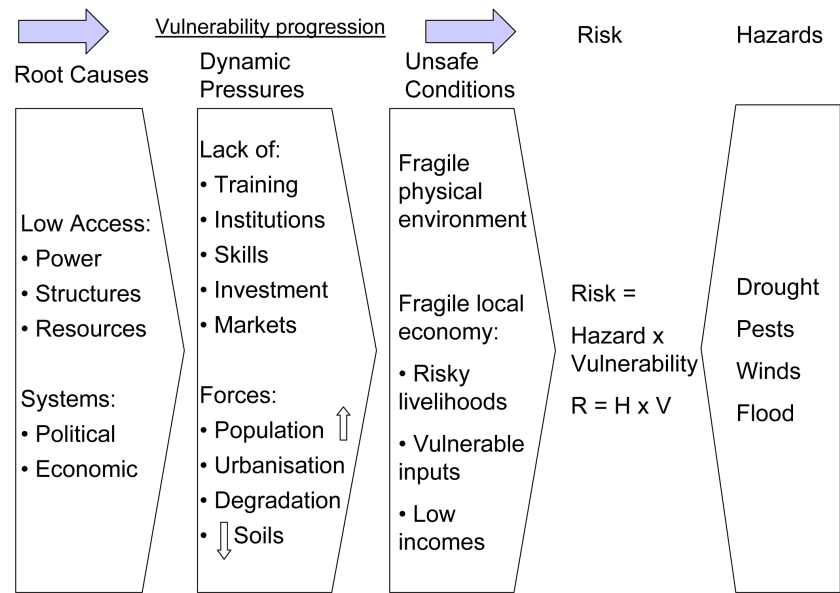 Vulnerability progression
Risk
Hazards
Root Causes
Dynamic
Pressures
Unsafe
Conditions
Low Access:
• Power
• Structures
• Resources
Systems:
• Political
• Economic
Lack of:
• Training
• Institutions
• Skills
• Investment
• Markets
Forces:
• Population
• Urbanisation
• Degradation
• Soils
Fragile
physical
environment
Fragile local
economy:
• Risky
livelihoods
• Vulnerable
inputs
• Low
incomes
Risk =
Hazard x
Vulnerability
R = H x V
Drought
Pests
Winds
Flood